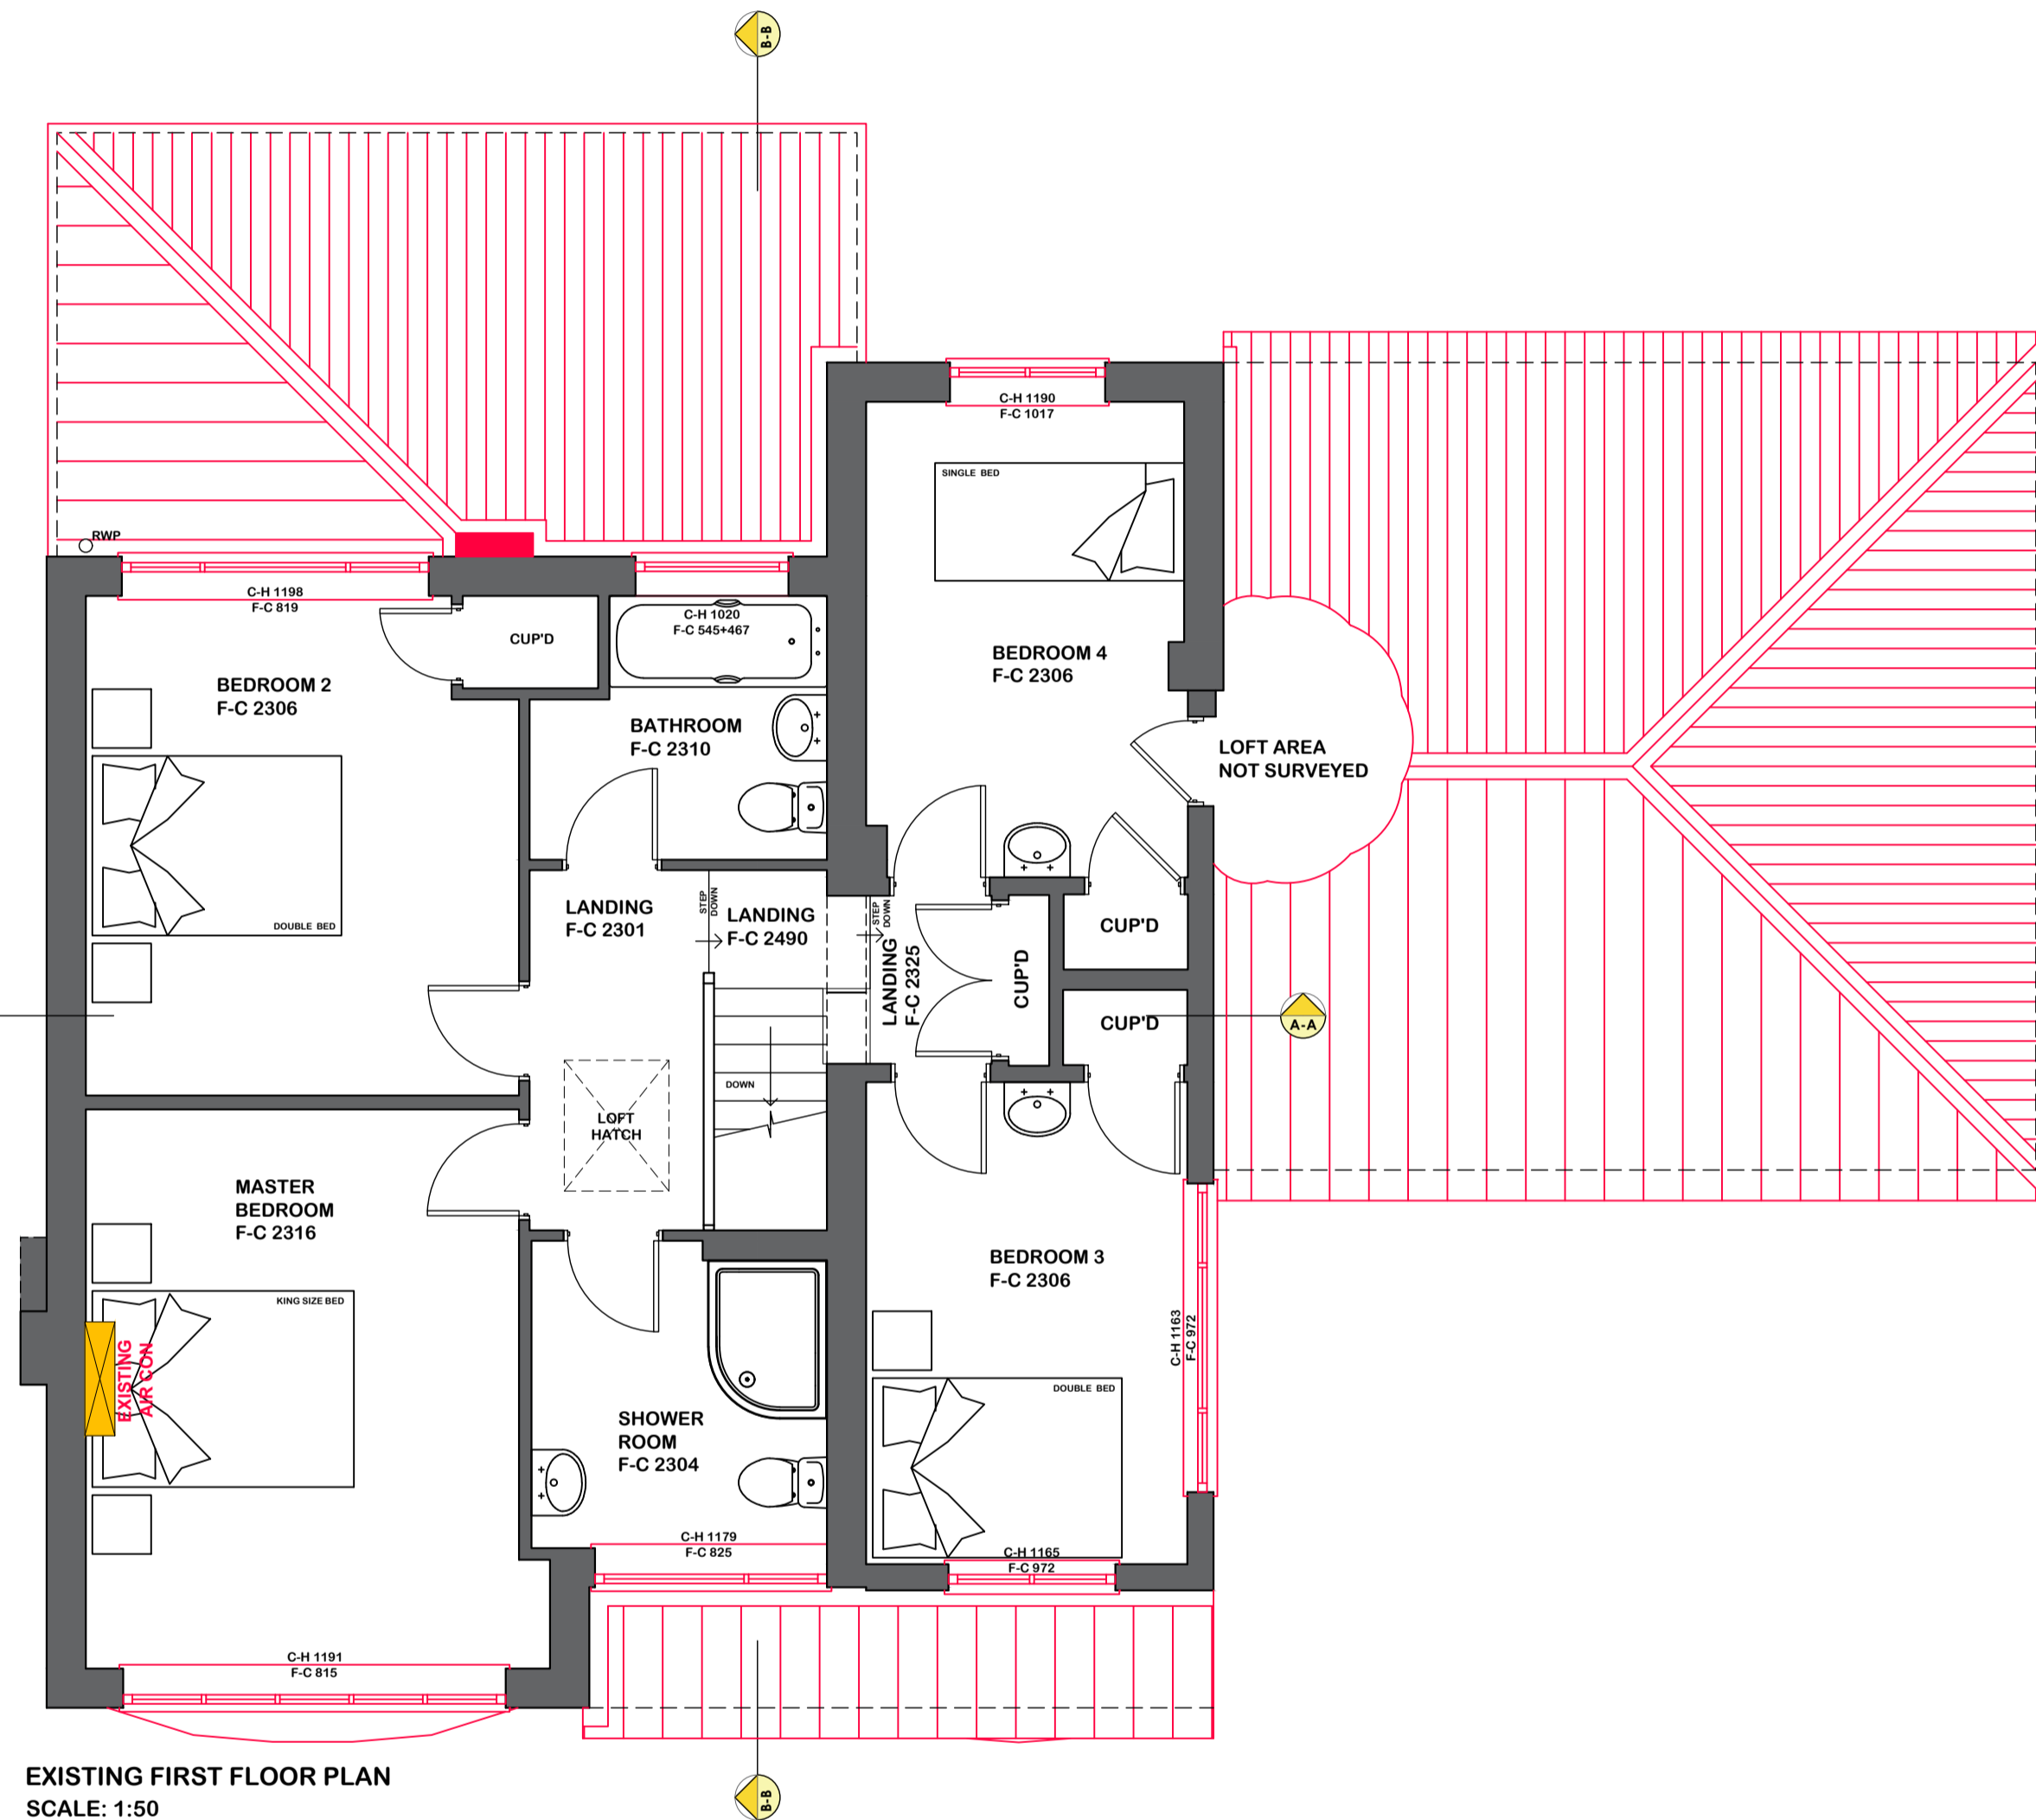 B-B
RWP
C-H 1198
F-C 819
CUP'D
C-H 1020
F-C 545+467
C-H 1190
F-C 1017
SINGLE BED
BEDROOM 2
F-C 2306
BATHROOM
F-C 2310
BEDROOM 4
F-C 2306
LOFT AREA
NOT SURVEYED
DOUBLE BED
LANDING
F-C 2301
STEP
DOWN
LANDING
F-C 2490
STEP
DOWN
LANDING
F-C 2325
CUP'D
CUP'D
CUP'D
A-A
DOWN
LOFT
HATCH
MASTER
BEDROOM
F-C 2316
KING SIZE BED
EXISTING
AIR CON
BEDROOM 3
F-C 2306
C-H 1163
F-C 972
DOUBLE BED
SHOWER
ROOM
F-C 2304
C-H 1179
F-C 825
C-H 1165
F-C 972
C-H 1191
F-C 815
EXISTING FIRST FLOOR PLAN
SCALE: 1:50
B-B